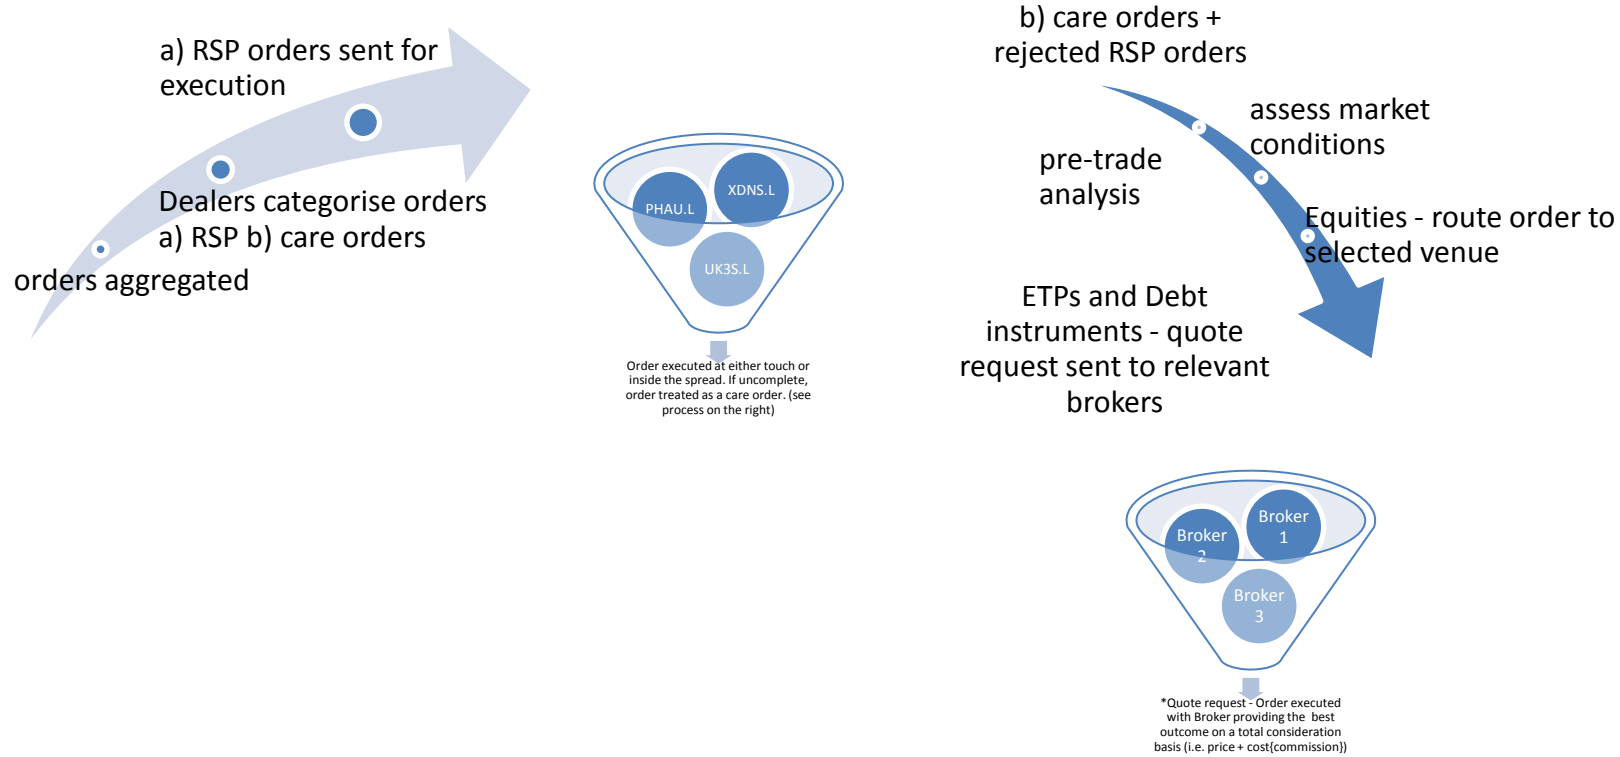 a) RSP orders sent for
execution
Dealers categorise orders
a) RSP b) care orders
orders aggregated
PHAU.L
XDNS.L
UK3S.L
Order executed at either touch or
inside the spread. If uncomplete,
order treated as a care order. (see
process on the right)
b) care orders +
rejected RSP orders
assess market
conditions
pre-trade
analysis
Equities - route order to
selected venue
ETPs and Debt
instruments - quote
request sent to relevant
brokers
Broker
1
Broker
2
Broker
3
*Quote request - Order executed
with Broker providing the best
outcome on a total consideration
basis (i.e. price + cost{commission})